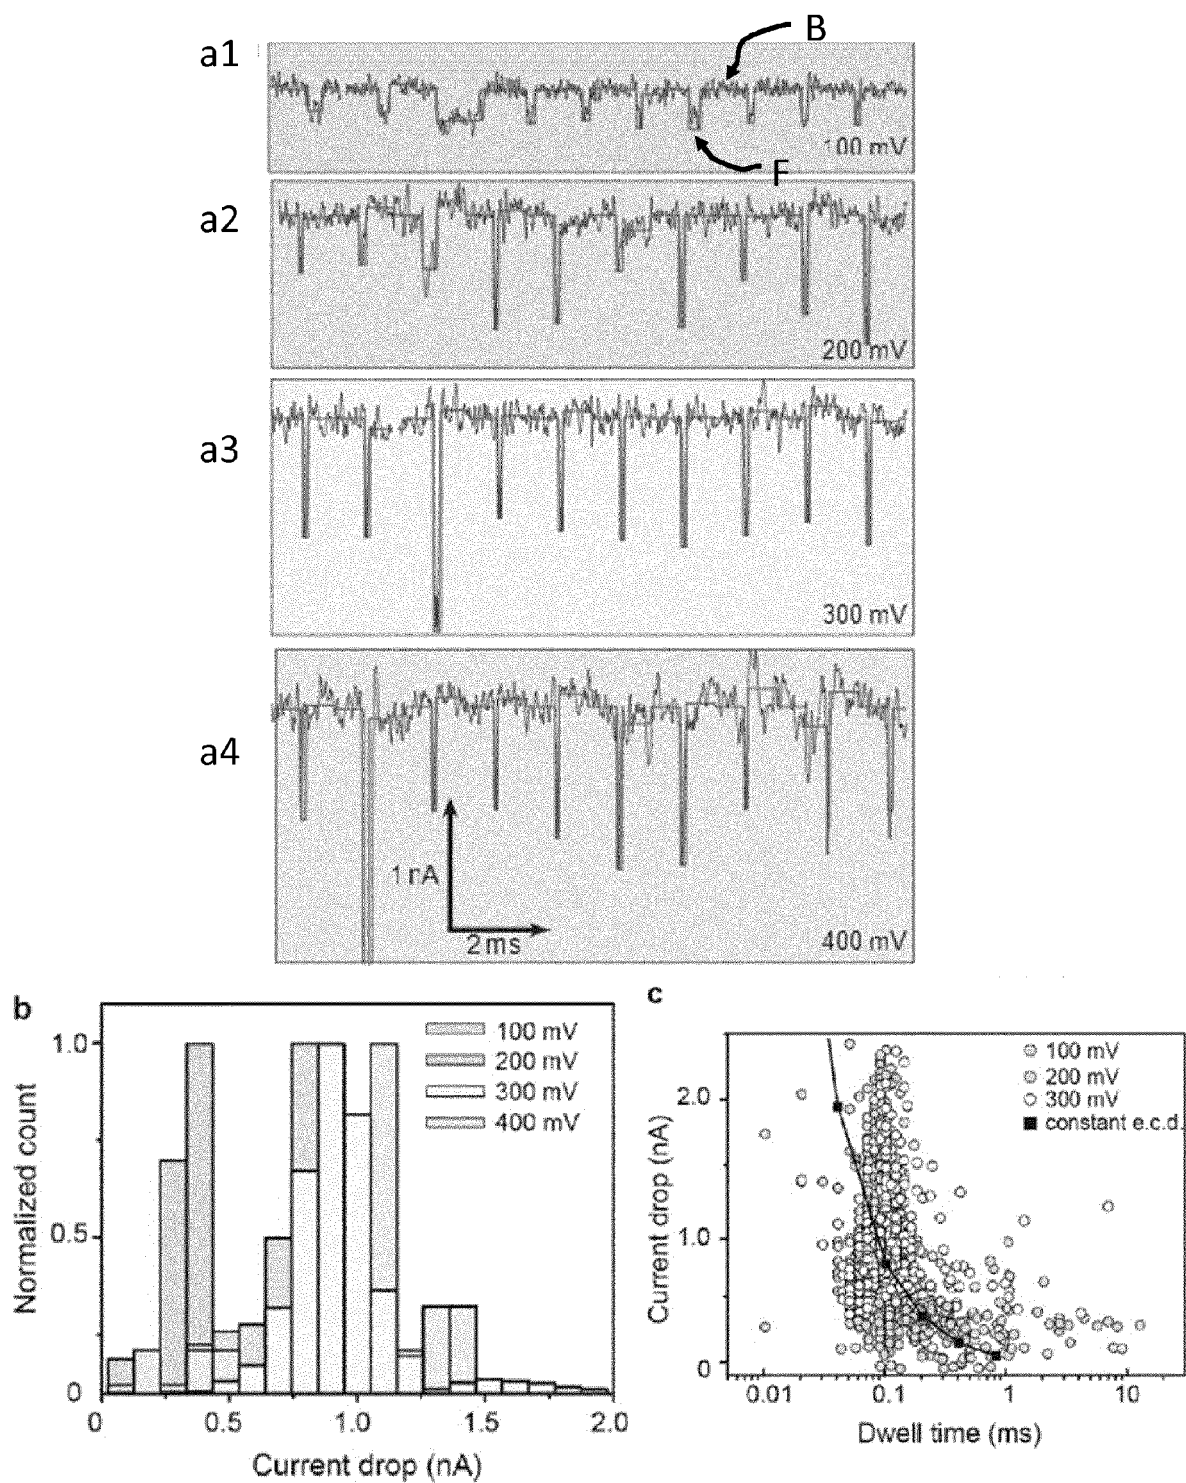 a1
B
100 mV
F
a2
200 mV
a3
300 mV
a4
1 nA
2 ms
400 mV
b
Normalized count
1.0
0.5
0
100 mV
200 mV
300 mV
400 mV
0 0.5 1.0 1.5 2.0
Current drop (nA)
c
Current drop (nA)
2.0
1.0
0
100 mV
200 mV
300 mV
constant e.c.d.
0.01 0.1 1 10
Dwell time (ms)